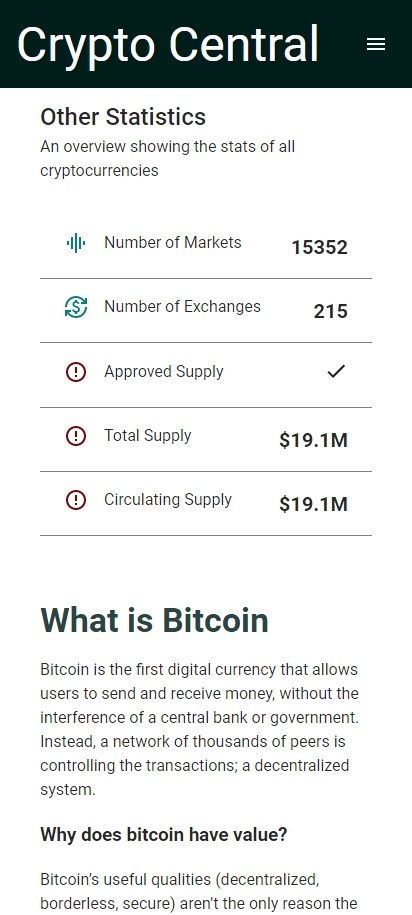 Crypto Central
Other Statistics
An overview showing the stats of all
cryptocurrencies
Number of Markets 15352
Number of Exchanges 215
Approved Supply
Total Supply $19.1M
Circulating Supply $19.1M
What is Bitcoin
Bitcoin is the first digital currency that allows
users to send and receive money, without the
interference of a central bank or government.
Instead, a network of thousands of peers is
controlling the transactions; a decentralized
system.
Why does bitcoin have value?
Bitcoin’s useful qualities (decentralized,
borderless, secure) aren’t the only reason the